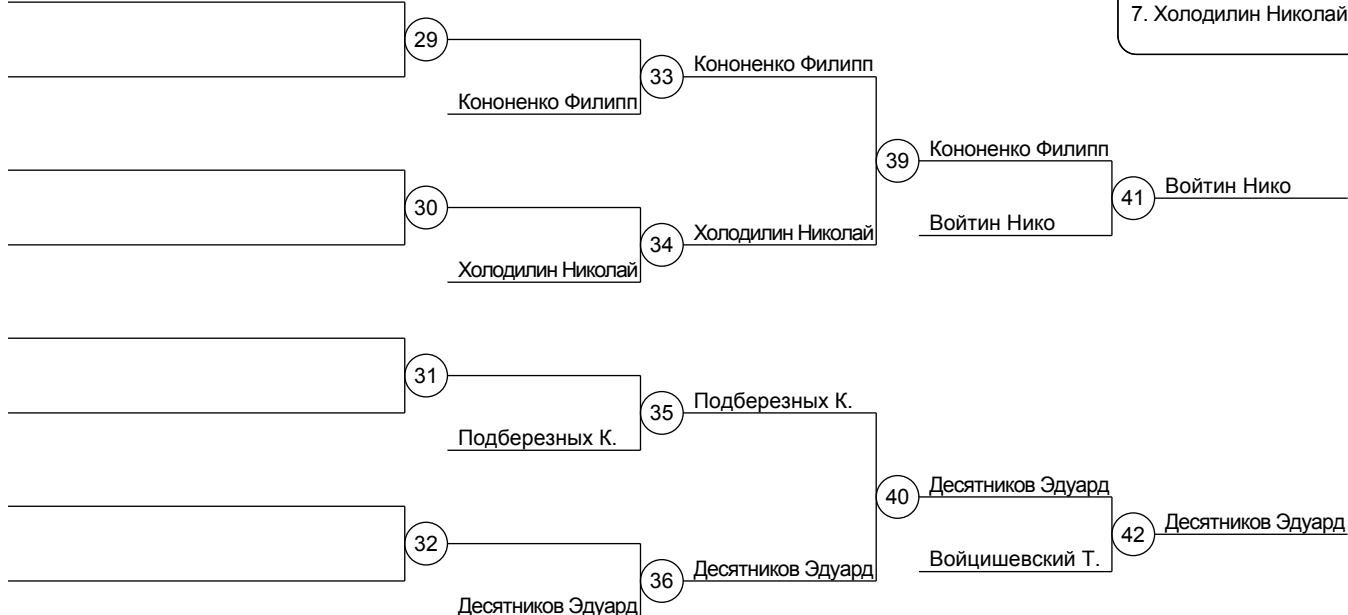 7. Холодилин Николай
29
33
Кононенко Филипп
Кононенко Филипп
39
Кононенко Филипп
41
Войтин Нико
30
Войтин Нико
34
Холодилин Николай
Холодилин Николай
31
35
Подберезных К.
Подберезных К.
40
Десятников Эдуард
42
Десятников Эдуард
32
Войцишевский Т.
36
Десятников Эдуард
Десятников Эдуард